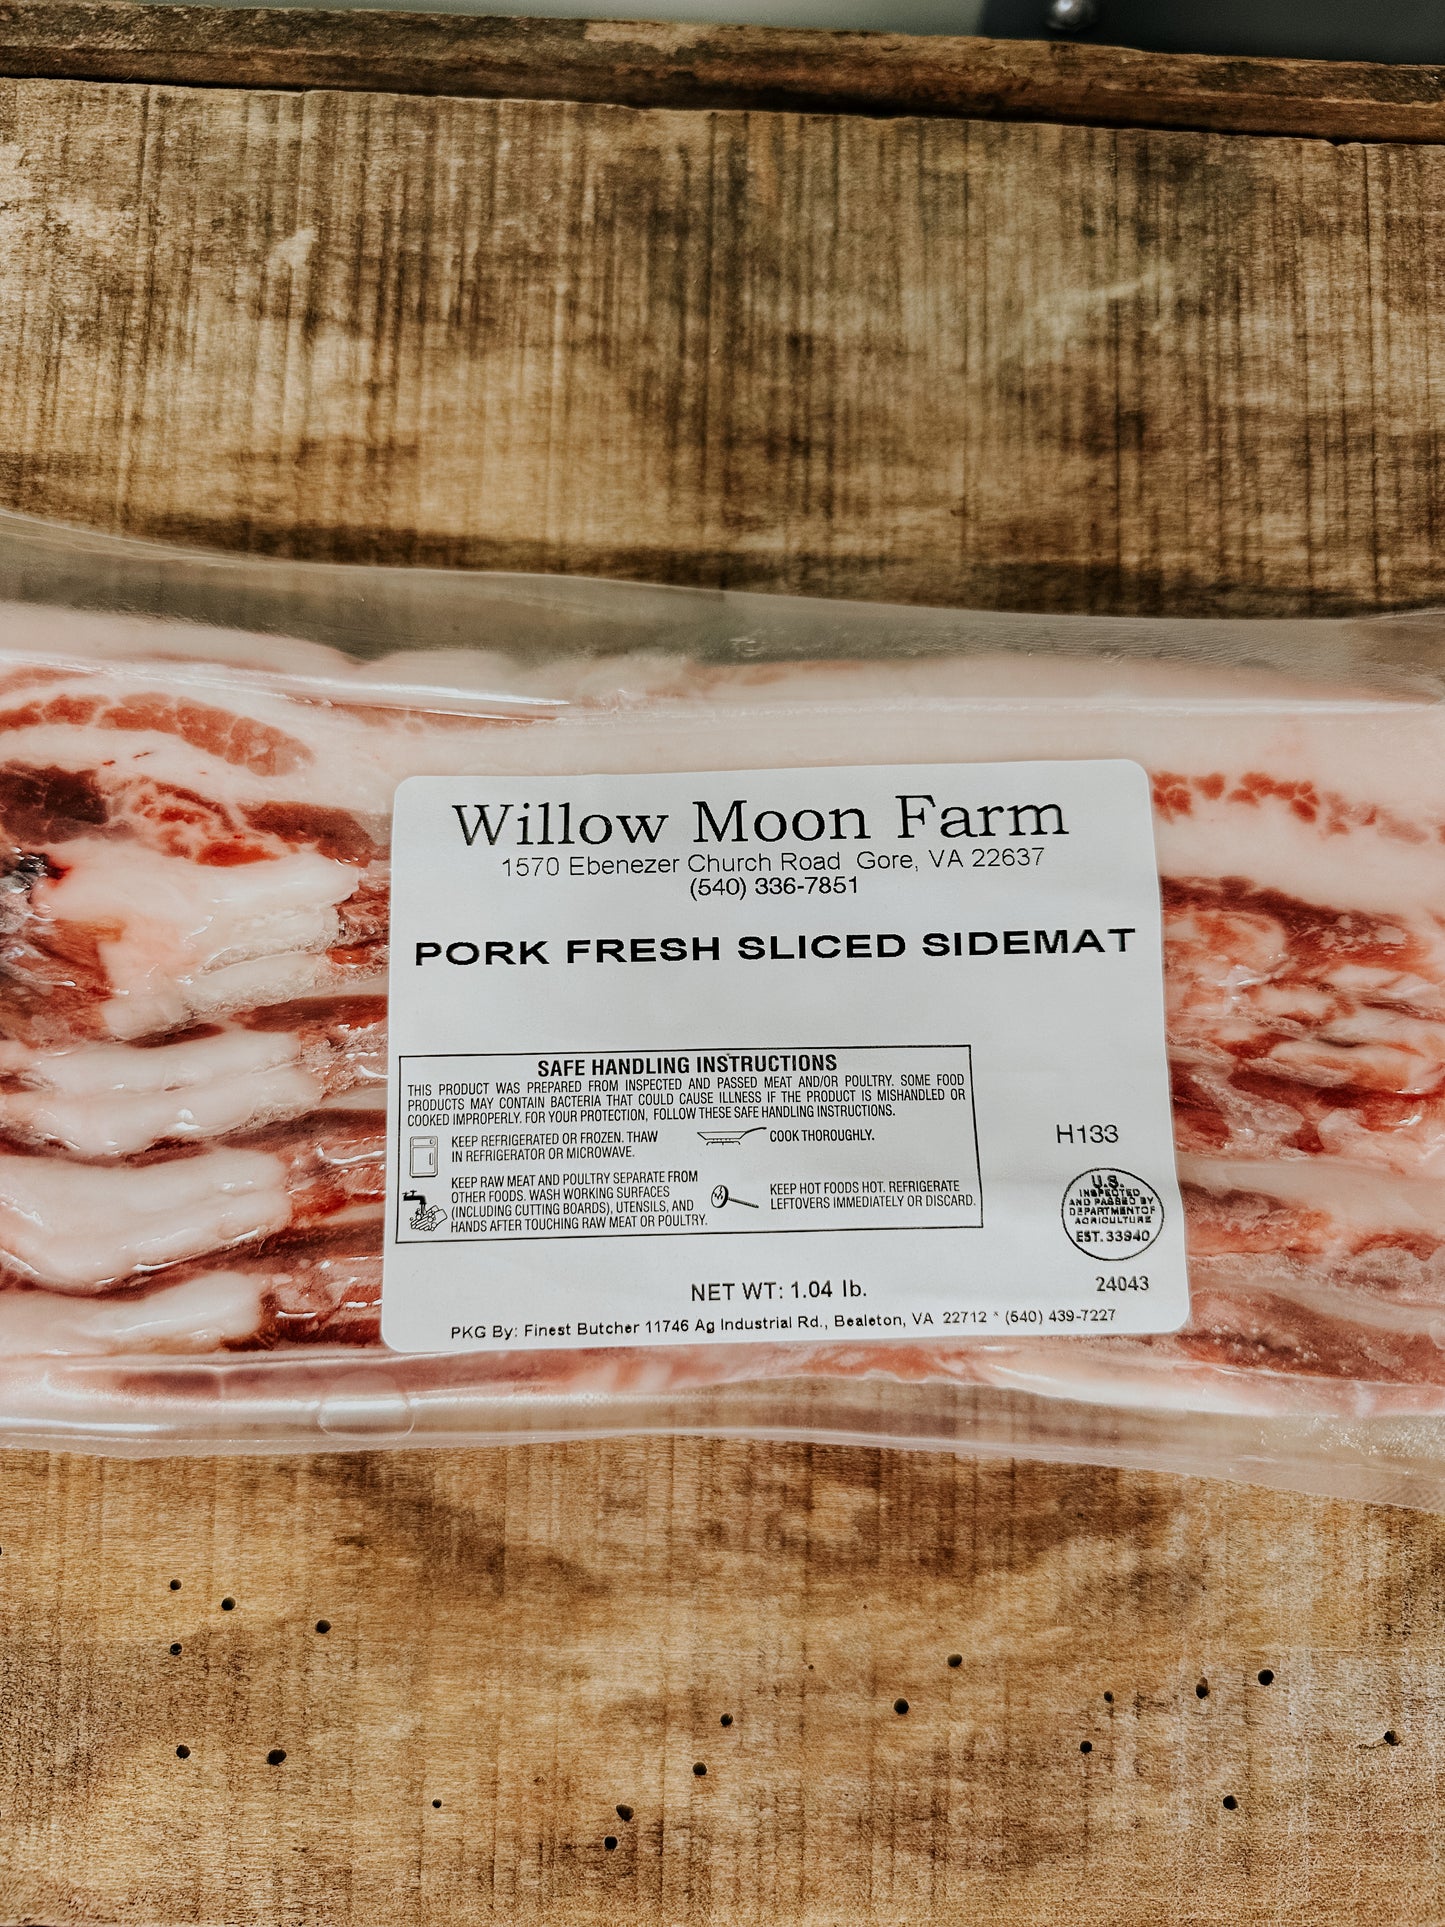 Willow Moon Farm
1570 Ebenezer Church Road Gore, VA 22637
(540) 336-7851
PORK FRESH SLICED SIDEMAT
SAFE HANDLING INSTRUCTIONS
THIS PRODUCT WAS PREPARED FROM INSPECTED AND PASSED MEAT AND/OR POULTRY. SOME FOOD
PRODUCTS MAY CONTAIN BACTERIA THAT COULD CAUSE ILLNESS IF THE PRODUCT IS MISHANDLED OR
COOKED IMPROPERLY. FOR YOUR PROTECTION, FOLLOW THESE SAFE HANDLING INSTRUCTIONS.
KEEP REFRIGERATED OR FROZEN. THAW
IN REFRIGERATOR OR MICROWAVE.
COOK THOROUGHLY.
KEEP RAW MEAT AND POULTRY SEPARATE FROM
OTHER FOODS. WASH WORKING SURFACES
(INCLUDING CUTTING BOARDS), UTENSILS, AND
HANDS AFTER TOUCHING RAW MEAT OR POULTRY.
KEEP HOT FOODS HOT. REFRIGERATE
LEFTOVERS IMMEDIATELY OR DISCARD.
H133
U.S.
INSPECTED
AND PASSED BY
DEPARTMENT OF
AGRICULTURE
EST. 33940
24043
NET WT: 1.04 lb.
PKG By: Finest Butcher 11746 Ag Industrial Rd., Bealeton, VA 22712 * (540) 439-7227